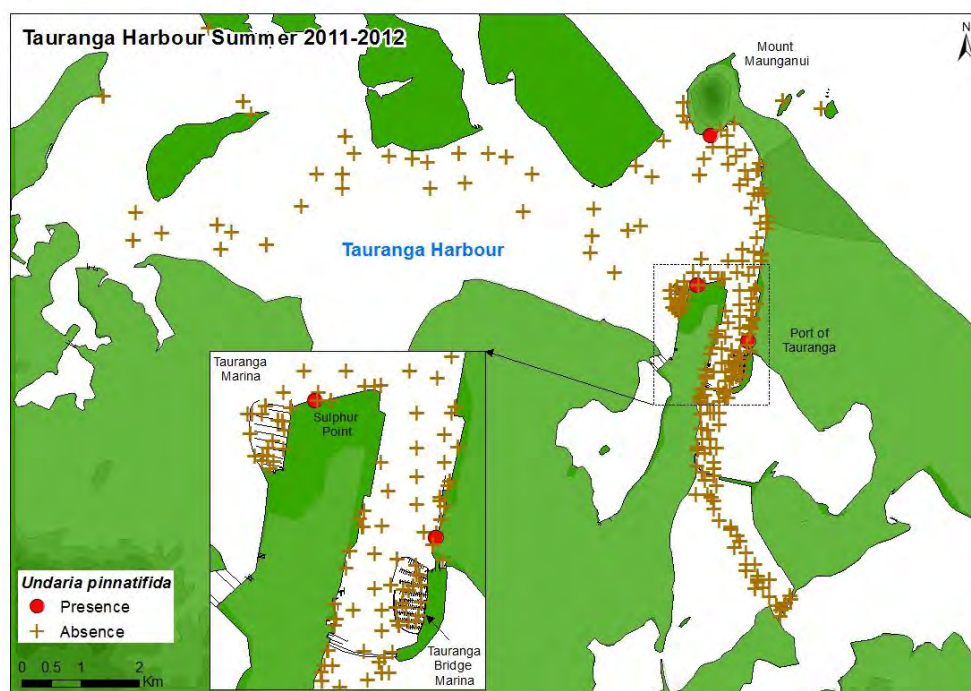 Tauranga Harbour Summer 2011-2012
N
Mount
Maunganui
Tauranga Harbour
Port of
Tauranga
Tauranga
Marina
Sulphur
Point
Tauranga
Bridge
Marina
Undaria pinnatifida
Presence
Absence
0 0.5 1 2
Km